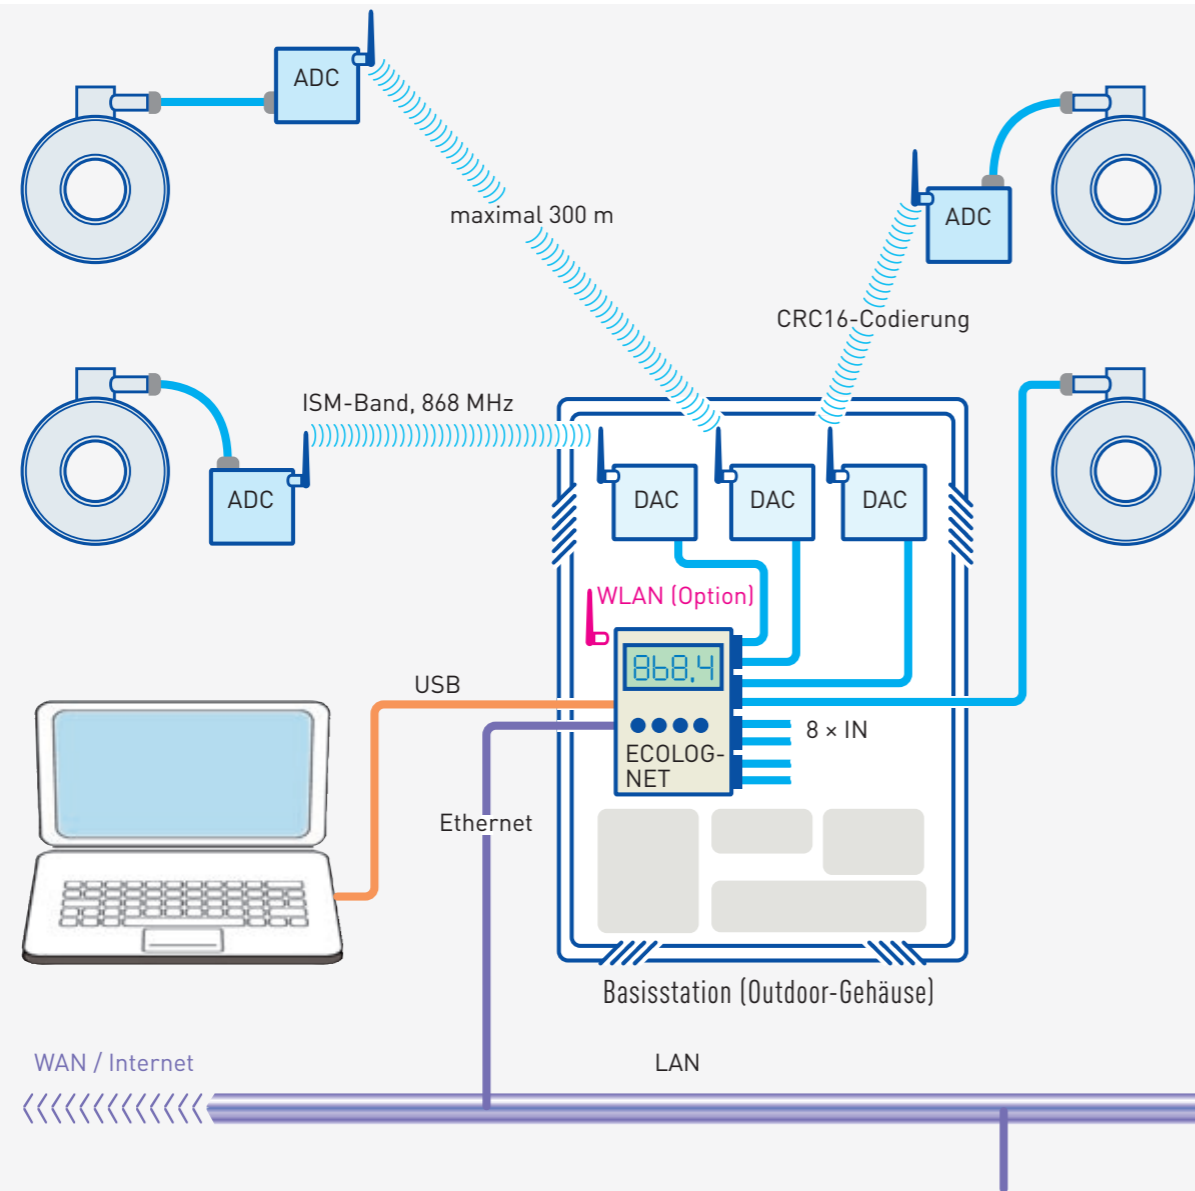 ADC
maximal 300 m
ADC
CRC16-Codierung
ISM-Band, 868 MHz
ADC
DAC
DAC
DAC
WLAN (Option)
868,4
USB
8 × IN
ECOLOG-
NET
Ethernet
Basisstation (Outdoor-Gehäuse)
WAN / Internet
LAN